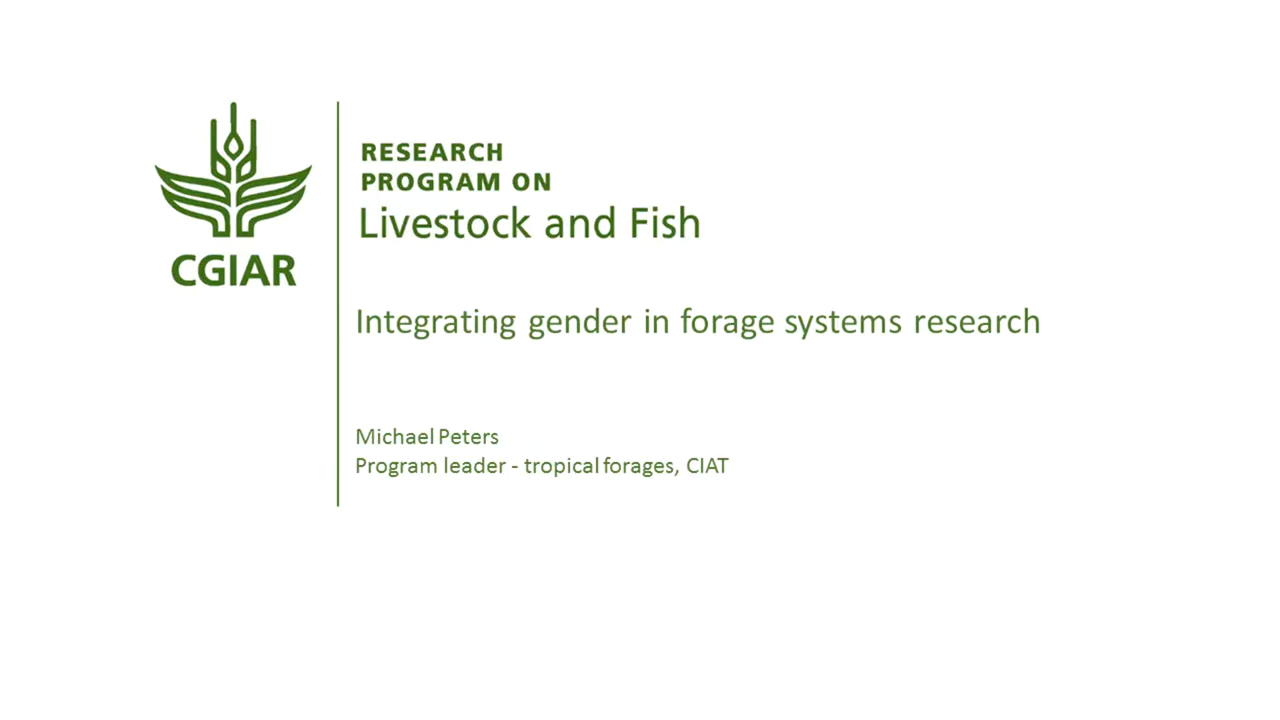 CGIAR
RESEARCH
PROGRAM ON
Livestock and Fish
Integrating gender in forage systems research
Michael Peters
Program leader - tropical forages, CIAT